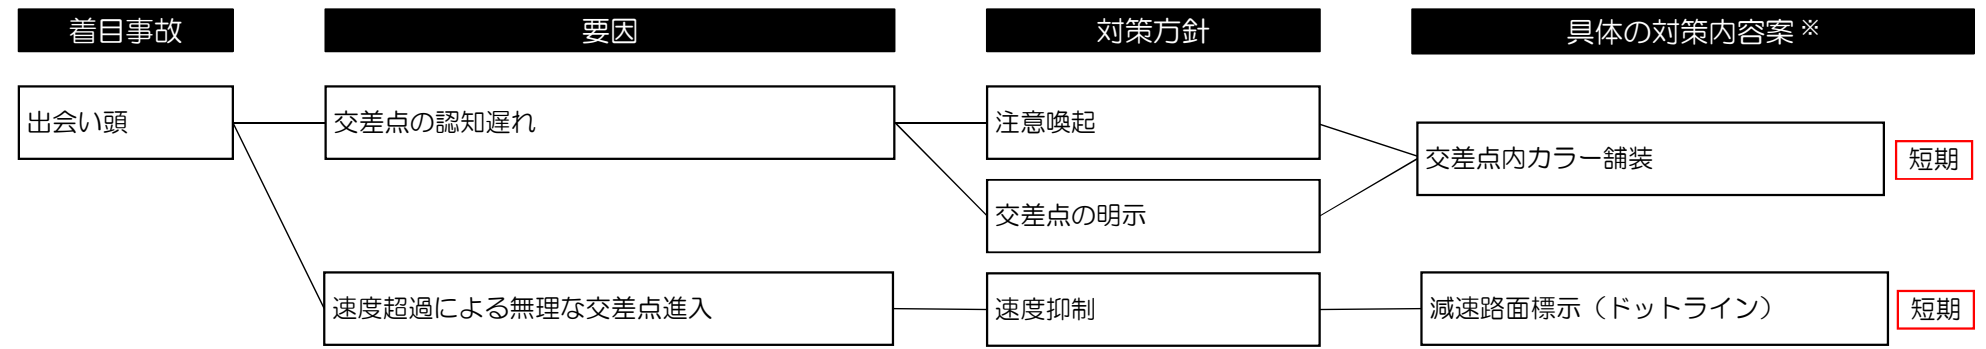 着目事故
要因
対策方針
具体の対策内容案※
出会い頭
交差点の認知遅れ
注意喚起
交差点内カラー舗装
短期
交差点の明示
速度超過による無理な交差点進入
速度抑制
減速路面標示（ドットライン）
短期